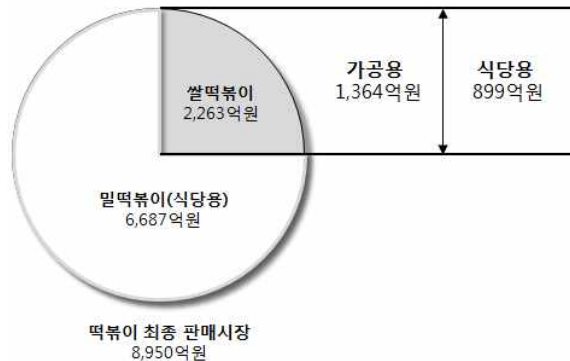 쌀떡볶이
2,263억원
가공용
1,364억원
식당용
899억원
밀떡볶이(식당용)
6,687억원
떡볶이 최종 판매시장
8,950억원